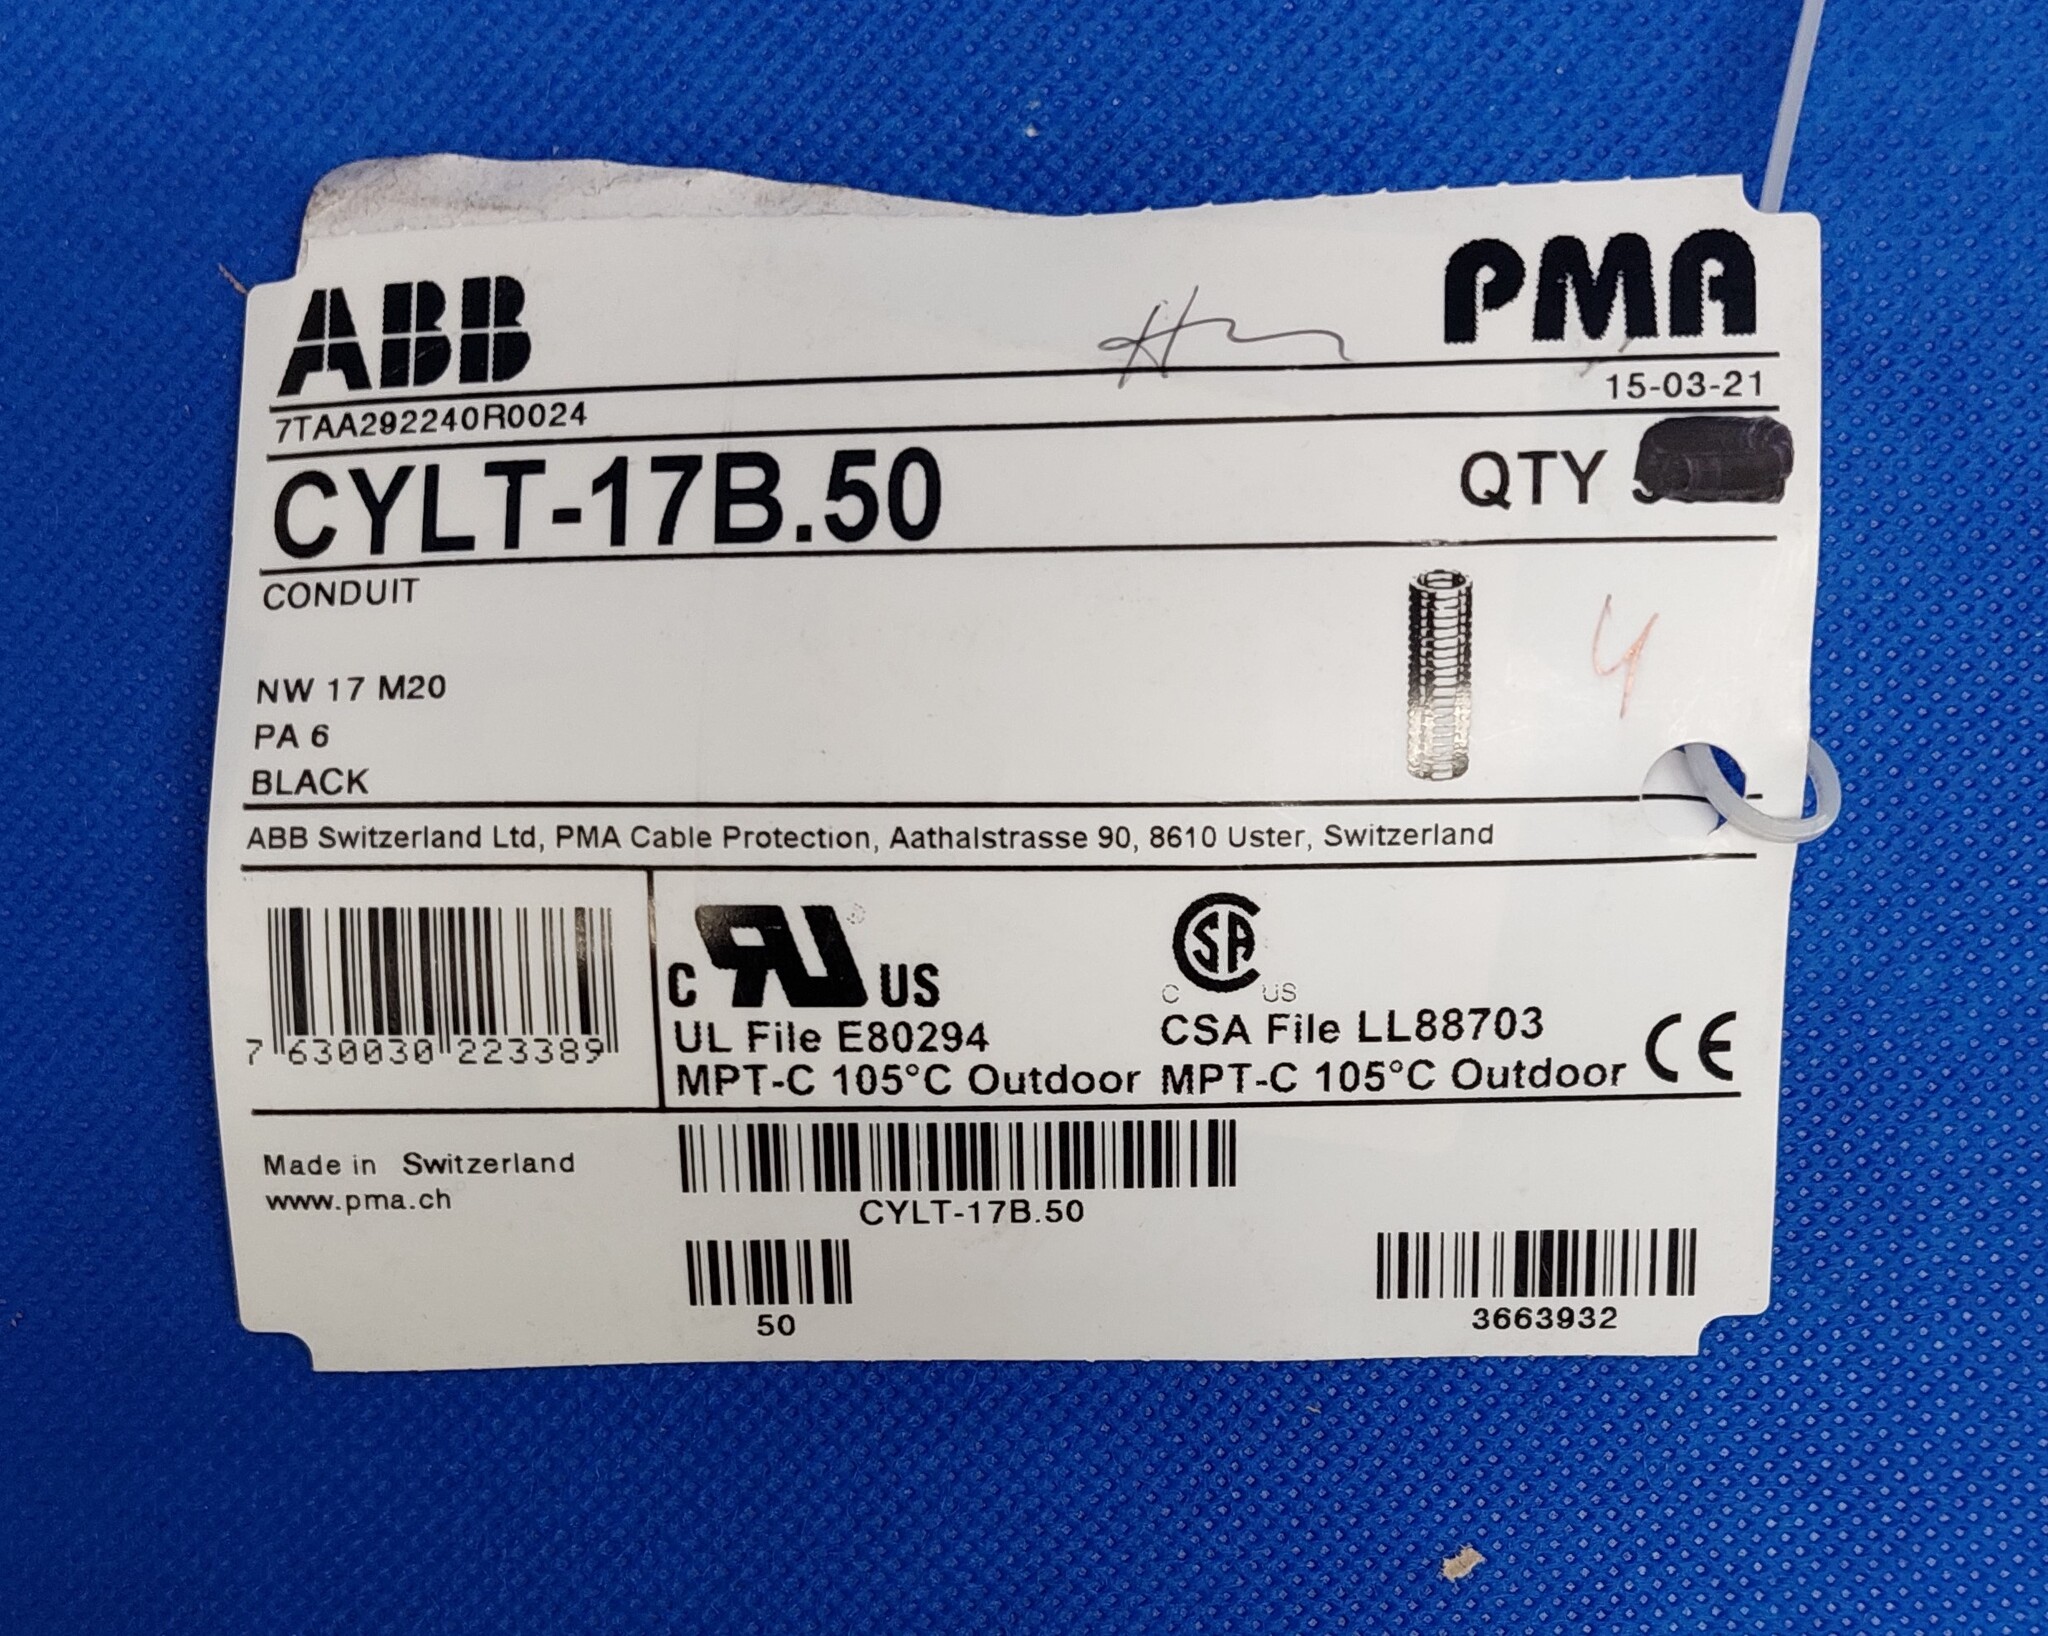 ABB
PMA
15-03-21
7TAA292240R0024
CYLT-17B.50
QTY
CONDUIT
4
NW 17 M20
PA 6
BLACK
ABB Switzerland Ltd, PMA Cable Protection, Aathalstrasse 90, 8610 Uster, Switzerland
7 630030 223389
C RU ® US
CSA
C US
UL File E80294
CSA File LL88703
MPT-C 105°C Outdoor
MPT-C 105°C Outdoor
CE
Made in Switzerland
www.pma.ch
CYLT-17B.50
50
3663932